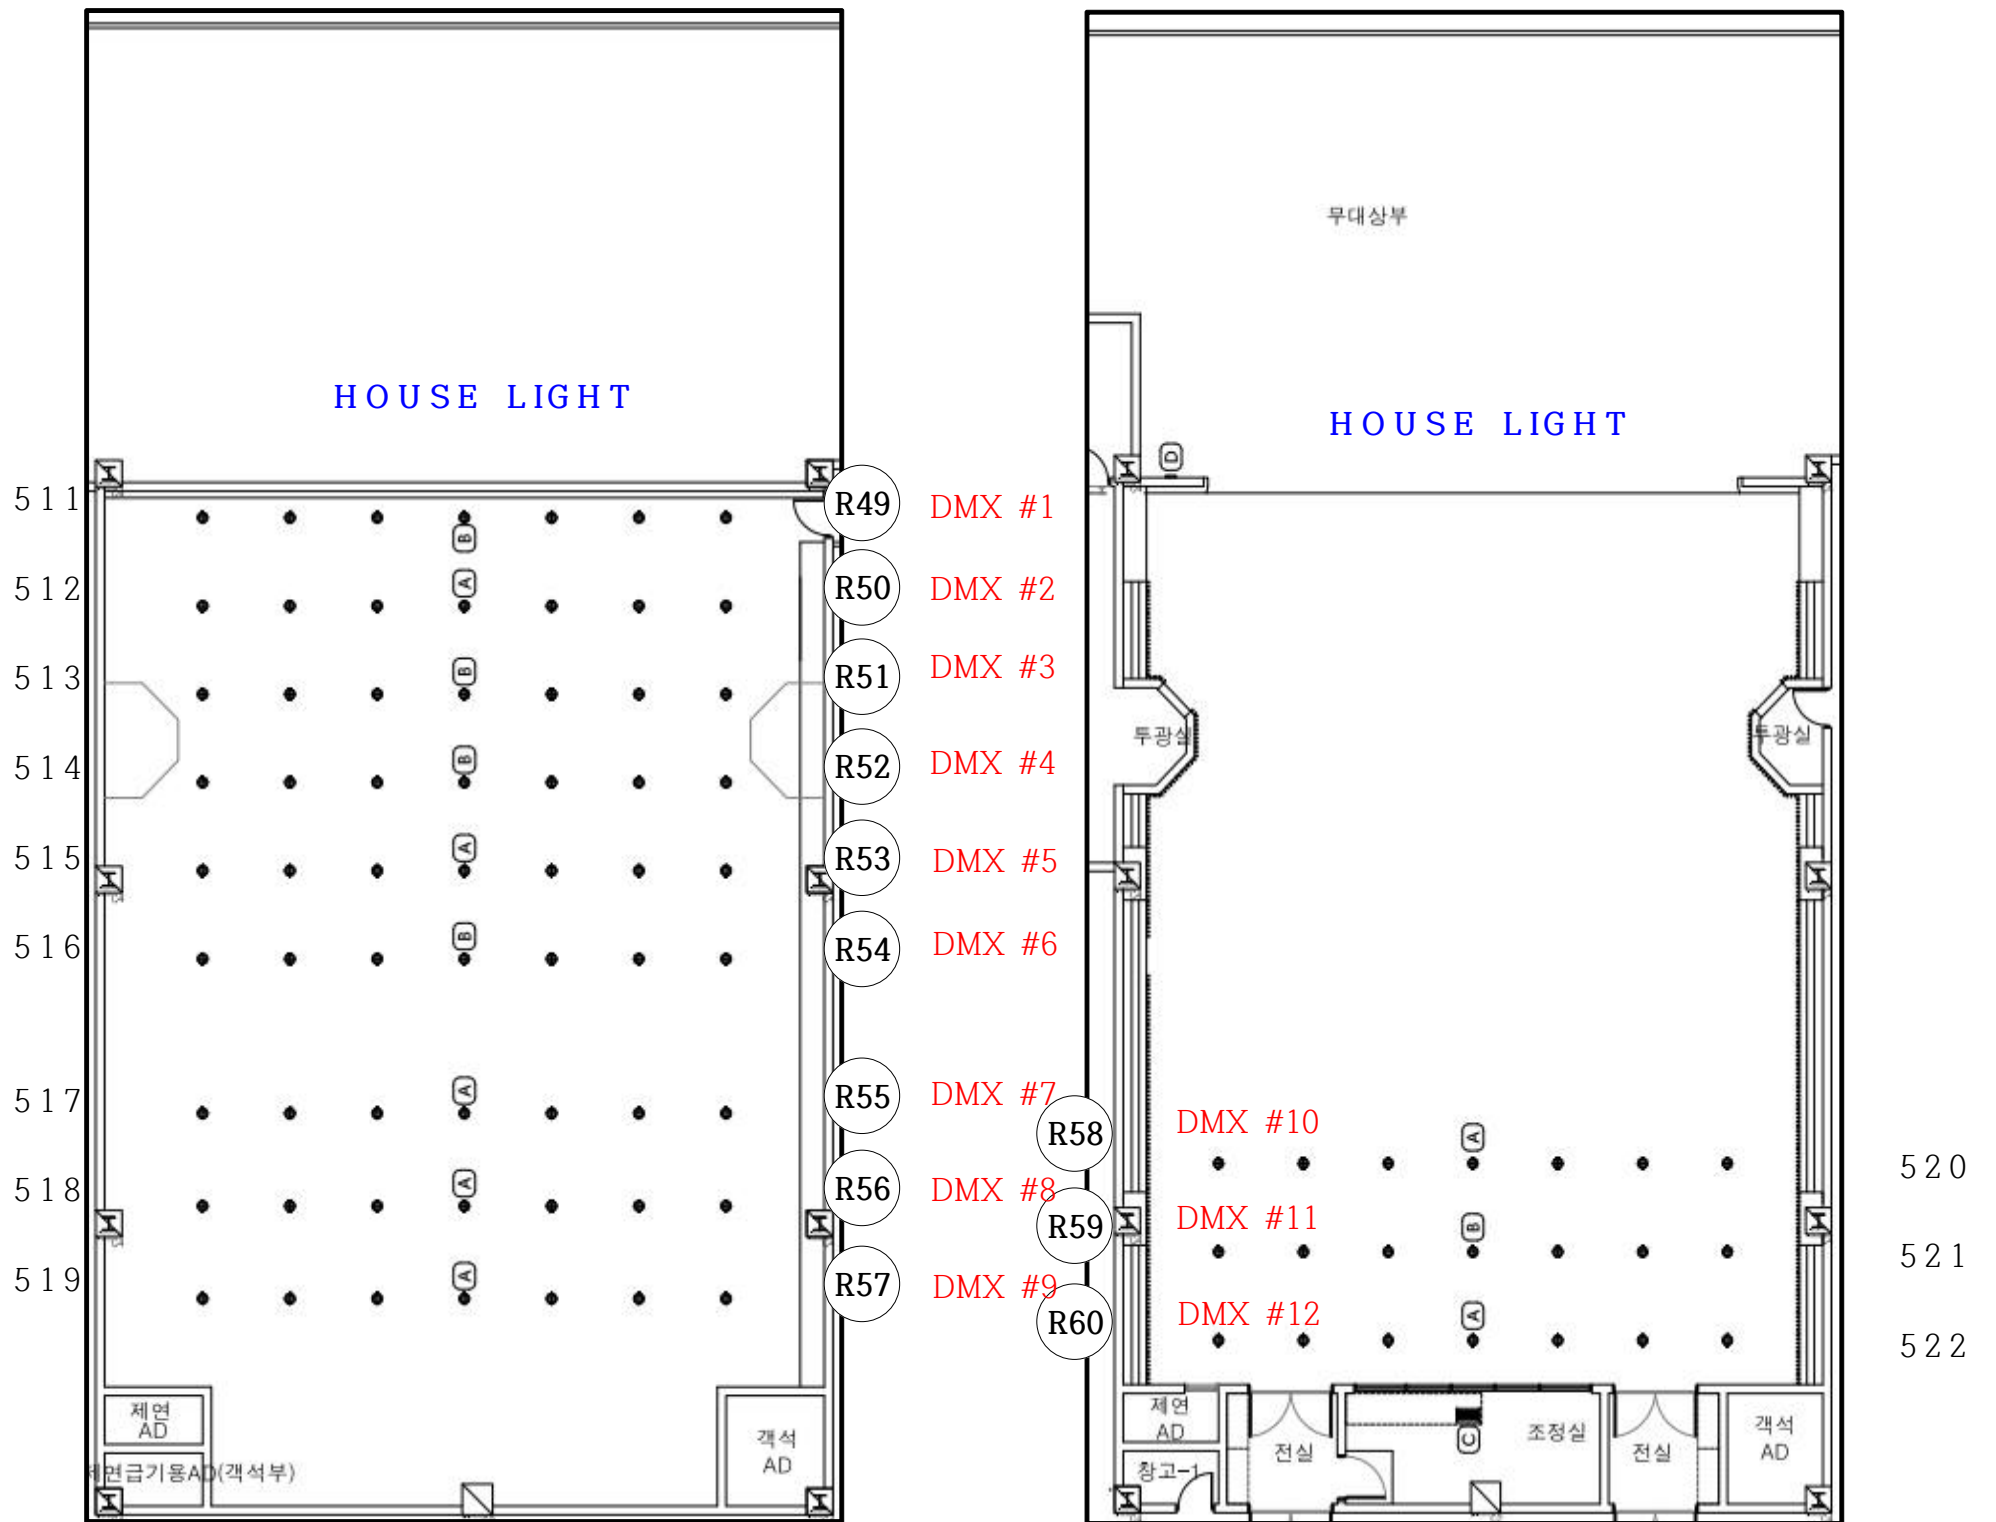 HOUSE LIGHT
511
R49
DMX #1
B
A
512
R50
DMX #2
B
513
R51
DMX #3
B
514
R52
DMX #4
A
515
R53
DMX #5
B
516
R54
DMX #6
A
517
R55
DMX #7
A
518
R56
DMX #8
A
519
R57
DMX #9
제연
AD
객석
AD
제연급기용AD(객석부)
무대상부
HOUSE LIGHT
D
투광실
투광실
R58
DMX #10
A
520
R59
DMX #11
B
521
R60
DMX #12
A
522
제연
AD
창고-1
전실
C
조정실
전실
객석
AD